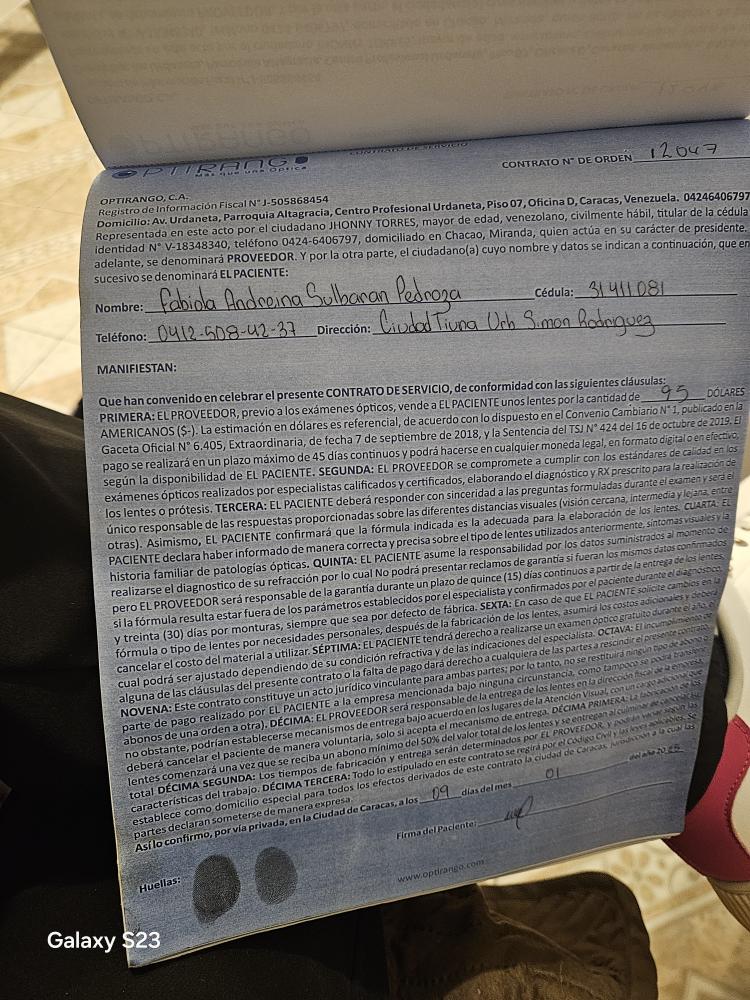 OPTIRANGO
Más que una Óptica
CONTRATO DE SERVICIO
CONTRATO N° DE ORDEN 12047
OPTIRANGO, C.A.
Registro de Información Fiscal N° J-505868454
Domicilio: Av. Urdaneta, Parroquia Altagracia, Centro Profesional Urdaneta, Piso 07, Oficina D, Caracas, Venezuela. 04246406797
Representada en este acto por el ciudadano JHONNY TORRES, mayor de edad, venezolano, civilmente hábil, titular de la cédula
identidad N° V-18348340, teléfono 0424-6406797, domiciliado en Chacao, Miranda, quien actúa en su carácter de presidente.
adelante, se denominará PROVEEDOR. Y por la otra parte, el ciudadano(a) cuyo nombre y datos se indican a continuación, que en
sucesivo se denominará EL PACIENTE:
Nombre: Fabiola Andreina Sulbaran Pedroza Cédula: 31411081
Teléfono: 0412-508-42-37 Dirección: Ciudad Tiuna Urb Simon Rodriguez
MANIFIESTAN:
Que han convenido en celebrar el presente CONTRATO DE SERVICIO, de conformidad con las siguientes cláusulas:
PRIMERA: EL PROVEEDOR, previo a los exámenes ópticos, vende a EL PACIENTE unos lentes por la cantidad de 95 DÓLARES
AMERICANOS ($-). La estimación en dólares es referencial, de acuerdo con lo dispuesto en el Convenio Cambiario N° 1, publicado en la
Gaceta Oficial N° 6.405, Extraordinaria, de fecha 7 de septiembre de 2018, y la Sentencia del TSJ N° 424 del 16 de octubre de 2019. El
pago se realizará en un plazo máximo de 45 días continuos y podrá hacerse en cualquier moneda legal, en formato digital o en efectivo,
según la disponibilidad de EL PACIENTE. SEGUNDA: EL PROVEEDOR se compromete a cumplir con los estándares de calidad en los
exámenes ópticos realizados por especialistas calificados y certificados, elaborando el diagnóstico y RX prescrito para la realización de
los lentes o prótesis. TERCERA: EL PACIENTE deberá responder con sinceridad a las preguntas formuladas durante el examen y será el
único responsable de las respuestas proporcionadas sobre las diferentes distancias visuales (visión cercana, intermedia y lejana, entre
otras). Asimismo, EL PACIENTE confirmará que la fórmula indicada es la adecuada para la elaboración de los lentes. CUARTA: EL
PACIENTE declara haber informado de manera correcta y precisa sobre el tipo de lentes utilizados anteriormente, síntomas visuales y la
historia familiar de patologías ópticas. QUINTA: EL PACIENTE asume la responsabilidad por los datos suministrados al momento de
realizarse el diagnostico de su refracción por lo cual No podrá presentar reclamos de garantía si fueran los mismos datos confirmados
pero EL PROVEEDOR será responsable de la garantía durante un plazo de quince (15) días continuos a partir de la entrega de los lentes,
si la fórmula resulta estar fuera de los parámetros establecidos por el especialista y confirmados por el paciente durante el diagnóstico
y treinta (30) días por monturas, siempre que sea por defecto de fábrica. SEXTA: En caso de que EL PACIENTE solicite cambios en la
fórmula o tipo de lentes por necesidades personales, después de la fabricación de los lentes, asumirá los costos adicionales y deberá
cancelar el costo del material a utilizar. SÉPTIMA: EL PACIENTE tendrá derecho a realizarse un examen óptico gratuito durante el año, el
cual podrá ser ajustado dependiendo de su condición refractiva y de las indicaciones del especialista. OCTAVA: El incumplimiento de
alguna de las cláusulas del presente contrato o la falta de pago dará derecho a cualquiera de las partes a rescindir el presente contrato.
NOVENA: Este contrato constituye un acto jurídico vinculante para ambas partes; por lo tanto, no se restituirá ningún tipo de abono o
parte de pago realizado por EL PACIENTE a la empresa mencionada bajo ninguna circunstancia, como tampoco se podrá transferir
abonos de una orden a otra). DÉCIMA: EL PROVEEDOR será responsable de la entrega de los lentes en la dirección fiscal de la empresa,
no obstante, podrían establecerse mecanismos de entrega bajo acuerdo en los lugares de la Atención Visual, con un cargo adicional que
deberá cancelar el paciente de manera voluntaria, solo si acepta el mecanismo de entrega. DÉCIMA PRIMERA: La fabricación de los
lentes comenzará una vez que se reciba un abono mínimo del 50% del valor total de los lentes y se entregan al culminar de cancelar
total DÉCIMA SEGUNDA: Los tiempos de fabricación y entrega serán determinados por EL PROVEEDOR. Y podrán variar según las
características del trabajo. DÉCIMA TERCERA: Todo lo estipulado en este contrato se regirá por el Código Civil y las leyes aplicables. Se
establece como domicilio especial para todos los efectos derivados de este contrato la ciudad de Caracas, jurisdicción a la cual las
partes declaran someterse de manera expresa.
Así lo confirmo, por vía privada, en la Ciudad de Caracas, a los 09 días del mes 01 del año 20
Firma del Paciente:
Huellas:
www.optirango.com
Galaxy S23